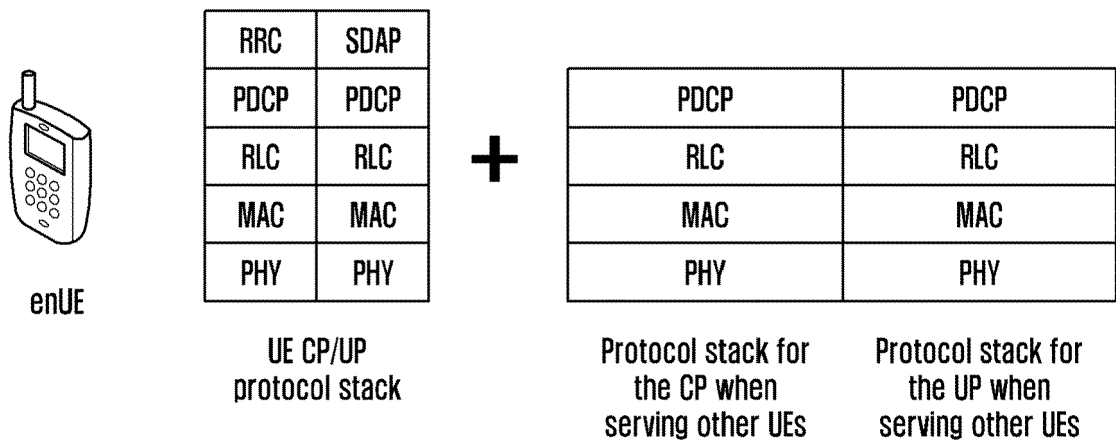 RRC SDAP
PDCP PDCP
RLC RLC
MAC MAC
PHY PHY
enUE
UE CP/UP
protocol stack
+
PDCP PDCP
RLC RLC
MAC MAC
PHY PHY
Protocol stack for
the CP when
serving other UEs
Protocol stack for
the UP when
serving other UEs